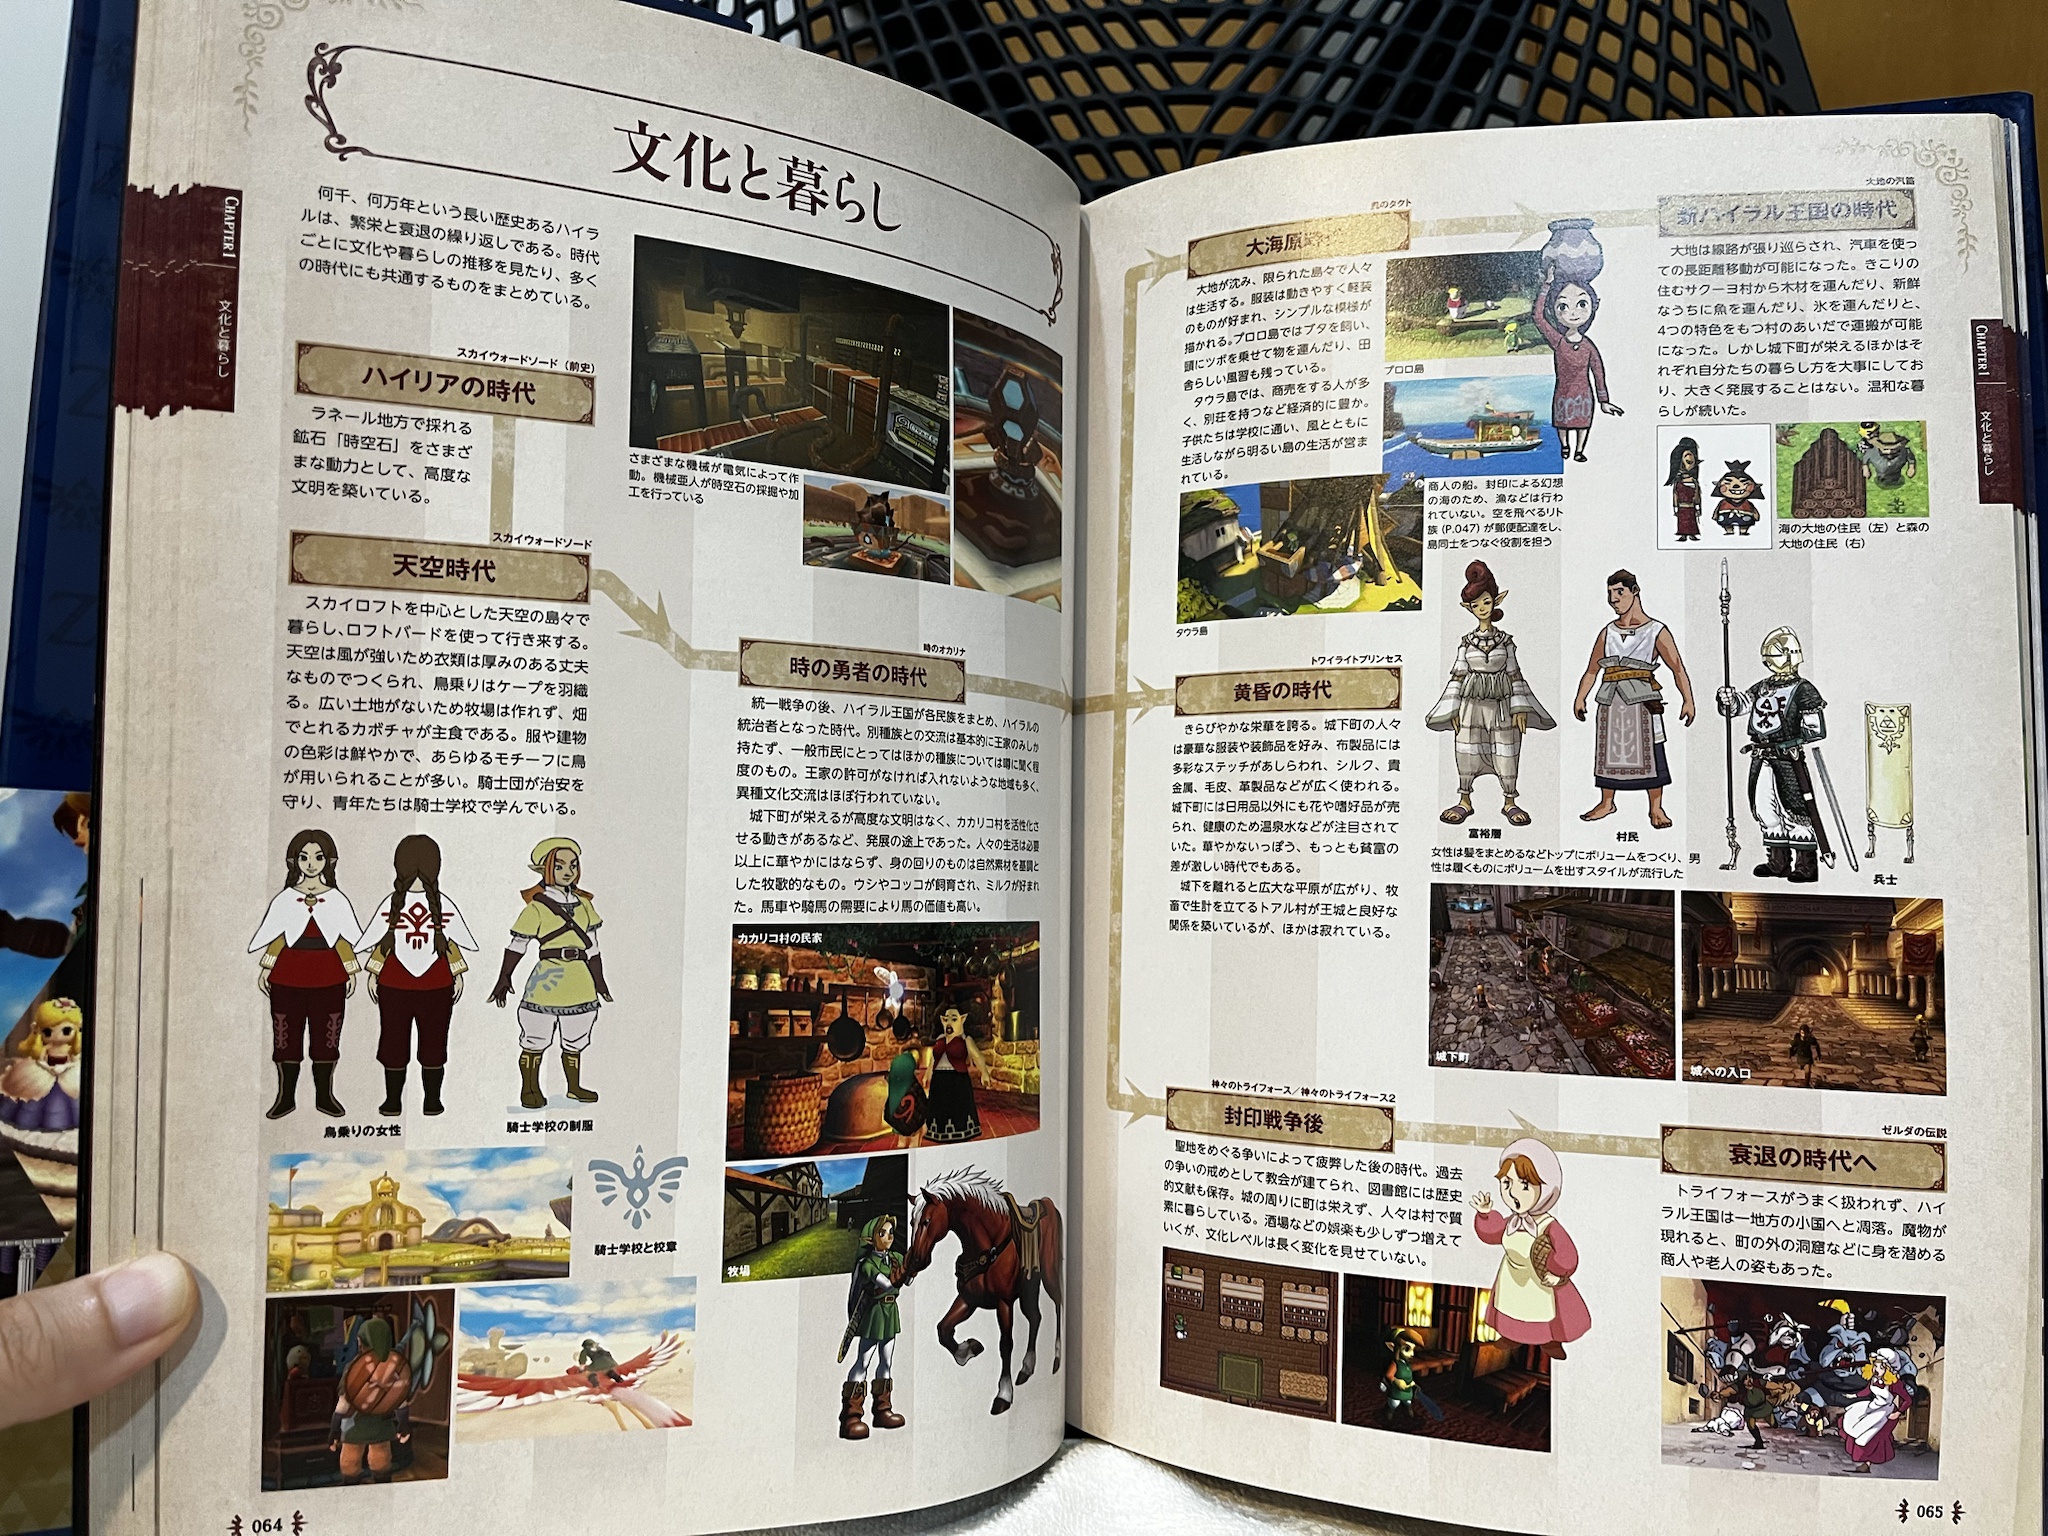 文化と暮らし
CHAPTER 1
文化と暮らし
何千、何万年という長い歴史あるハイラ
ルは、繁栄と衰退の繰り返しである。時代
ごとに文化や暮らしの推移を見たり、多く
の時代にも共通するものをまとめている。
スカイウォードソード（前史）
ハイリアの時代
ラネール地方で採れる
鉱石「時空石」をさまざ
まな動力として、高度な
文明を築いている。
さまざまな機械が電気によって作
動。機械亜人が時空石の採掘や加
工を行っている
スカイウォードソード
天空時代
スカイロフトを中心とした天空の島々で
暮らし、ロフトバードを使って行き来する。
天空は風が強いため衣類は厚みのある丈夫
なものでつくられ、鳥乗りはケープを羽織
る。広い土地がないため牧場は作れず、畑
でとれるカボチャが主食である。服や建物
の色彩は鮮やかで、あらゆるモチーフに鳥
が用いられることが多い。騎士団が治安を
守り、青年たちは騎士学校で学んでいる。
鳥乗りの女性
騎士学校の制服
騎士学校と校章
時のオカリナ
時の勇者の時代
統一戦争の後、ハイラル王国が各民族をまとめ、ハイラルの
統治者となった時代。別種族との交流は基本的に王家のみしか
持たず、一般市民にとってはほかの種族については噂に聞く程
度のもの。王家の許可がなければ入れないような地域も多く、
異種文化交流はほぼ行われていない。
城下町が栄えるが高度な文明はなく、カカリコ村を活性化さ
せる動きがあるなど、発展の途上であった。人々の生活は必要
以上に華やかにはならず、身の回りのものは自然素材を基調と
した牧歌的なもの。ウシやコッコが飼育され、ミルクが好まれ
た。馬車や騎馬の需要により馬の価値も高い。
カカリコ村の民家
牧場
064
風のタクト
大海原
大地が沈み、限られた島々で人々
は生活する。服装は動きやすく軽装
のものが好まれ、シンプルな模様が
描かれる。プロロ島ではブタを飼い、
頭にツボを乗せて物を運んだり、田
舎らしい風習も残っている。
タウラ島では、商売をする人が多
く、別荘を持つなど経済的に豊か。
子供たちは学校に通い、風とともに
生活しながら明るい島の生活が営ま
れている。
プロロ島
商人の船。封印による幻想
の海のため、漁などは行わ
れていない。空を飛べるリト
族（P.047）が郵便配達をし、
島同士をつなぐ役割を担う
タウラ島
大地の汽笛
新ハイラル王国の時代
大地は線路が張り巡らされ、汽車を使っ
ての長距離移動が可能になった。きこりの
住むサクーヨ村から木材を運んだり、新鮮
なうちに魚を運んだり、氷を運んだりと、
4つの特色をもつ村のあいだで運搬が可能
になった。しかし城下町が栄えるほかはそ
れぞれ自分たちの暮らし方を大事にしてお
り、大きく発展することはない。温和な暮
らしが続いた。
海の大地の住民（左）と森の
大地の住民（右）
CHAPTER 1
文化と暮らし
トワイライトプリンセス
黄昏の時代
きらびやかな栄華を誇る。城下町の人々
は豪華な服装や装飾品を好み、布製品には
多彩なステッチがあしらわれ、シルク、貴
金属、毛皮、革製品などが広く使われる。
城下町には日用品以外にも花や嗜好品が売
られ、健康のため温泉水などが注目されて
いた。華やかないっぽう、もっとも貧富の
差が激しい時代でもある。
城下を離れると広大な平原が広がり、牧
畜で生計を立てるトアル村が王城と良好な
関係を築いているが、ほかは寂れている。
富裕層
村民
兵士
女性は髪をまとめるなどトップにボリュームをつくり、男
性は履くものにボリュームを出すスタイルが流行した
城下町
城への入口
神々のトライフォース／神々のトライフォース2
封印戦争後
聖地をめぐる争いによって疲弊した後の時代。過去
の争いの戒めとして教会が建てられ、図書館には歴史
的文献も保存。城の周りに町は栄えず、人々は村で質
素に暮らしている。酒場などの娯楽も少しずつ増えて
いくが、文化レベルは長く変化を見せていない。
ゼルダの伝説
衰退の時代へ
トライフォースがうまく扱われず、ハイ
ラル王国は一地方の小国へと凋落。魔物が
現れると、町の外の洞窟などに身を潜める
商人や老人の姿もあった。
065